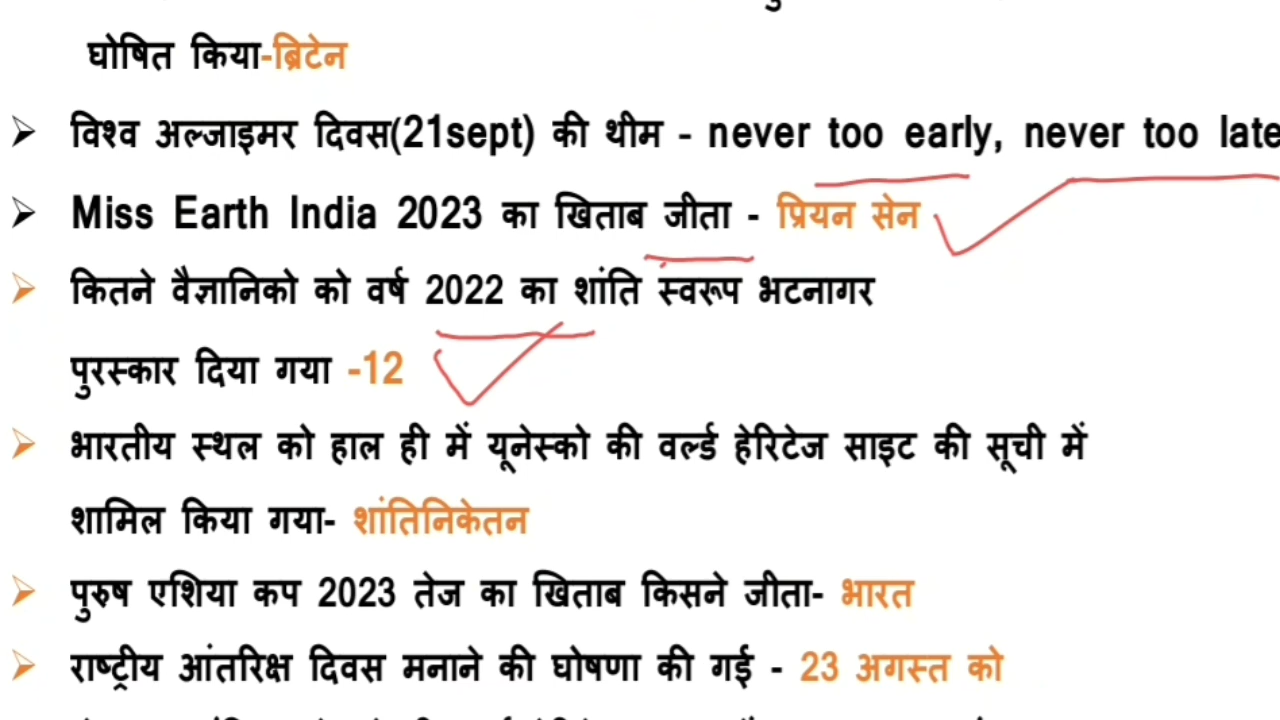 घोषित किया-ब्रिटेन
विश्व अल्जाइमर दिवस(21sept) की थीम - never too early, never too late
Miss Earth India 2023 का खिताब जीता - प्रियन सेन
कितने वैज्ञानिको को वर्ष 2022 का शांति स्वरूप भटनागर
पुरस्कार दिया गया -12
भारतीय स्थल को हाल ही में यूनेस्को की वर्ल्ड हेरिटेज साइट की सूची में
शामिल किया गया- शांतिनिकेतन
पुरुष एशिया कप 2023 तेज का खिताब किसने जीता- भारत
राष्ट्रीय आंतरिक्ष दिवस मनाने की घोषणा की गई - 23 अगस्त को